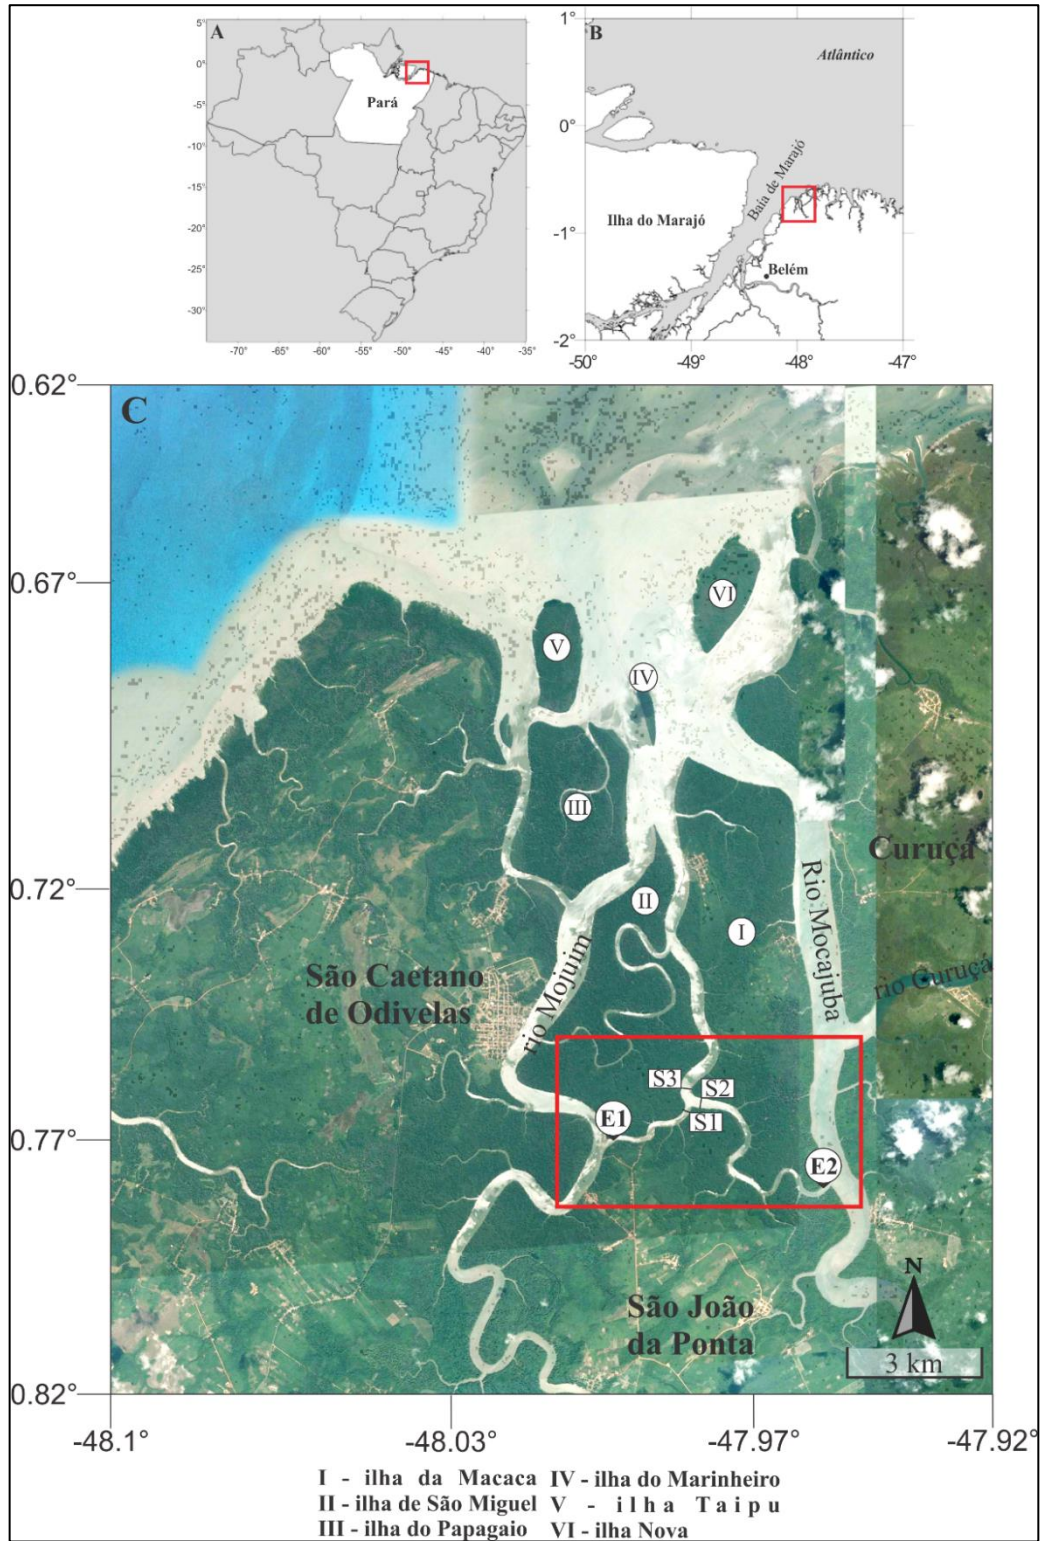 A
5°
0°
-5°
-10°
-15°
-20°
-25°
-30°
-70°
-65°
-60°
-55°
-50°
-45°
-40°
-35°
Pará
B
1°
0°
-1°
-2°
-50°
-49°
-48°
-47°
Atlântico
Baía de Marajó
Ilha do Marajó
Belém
C
0.62°
0.67°
0.72°
0.77°
0.82°
-48.1°
-48.03°
-47.97°
-47.92°
VI
V
IV
III
II
I
Curuçá
Rio Mocajuba
rio Curuçá
São Caetano
de Odivelas
rio Mojuim
S3
S2
S1
E1
E2
São João
da Ponta
N
3 km
I - ilha da Macaca IV - ilha do Marinheiro
II - ilha de São Miguel V - ilha Taipu
III - ilha do Papagaio VI - ilha Nova